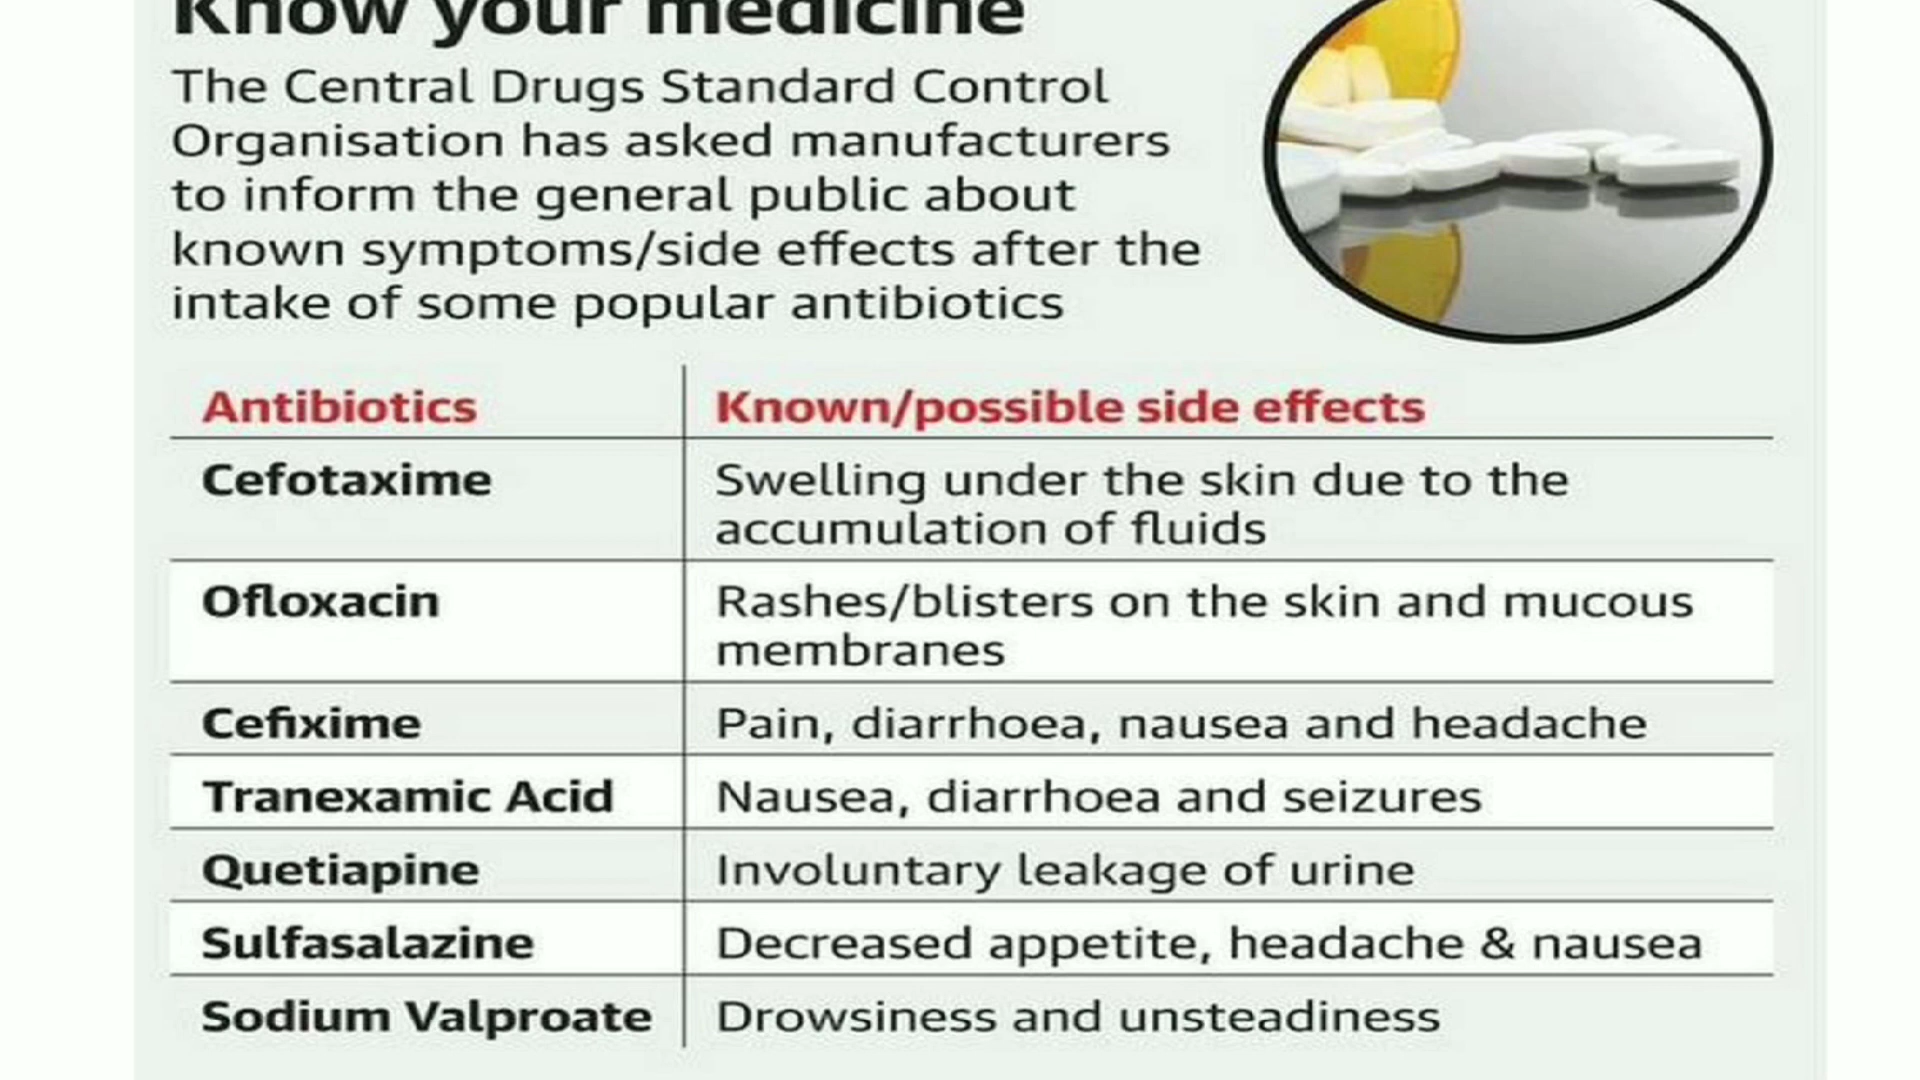 Know your medicine
The Central Drugs Standard Control
Organisation has asked manufacturers
to inform the general public about
known symptoms/side effects after the
intake of some popular antibiotics
Antibiotics Known/possible side effects
Cefotaxime Swelling under the skin due to the
accumulation of fluids
Ofloxacin Rashes/blisters on the skin and mucous
membranes
Cefixime Pain, diarrhoea, nausea and headache
Tranexamic Acid Nausea, diarrhoea and seizures
Quetiapine Involuntary leakage of urine
Sulfasalazine Decreased appetite, headache & nausea
Sodium Valproate Drowsiness and unsteadiness